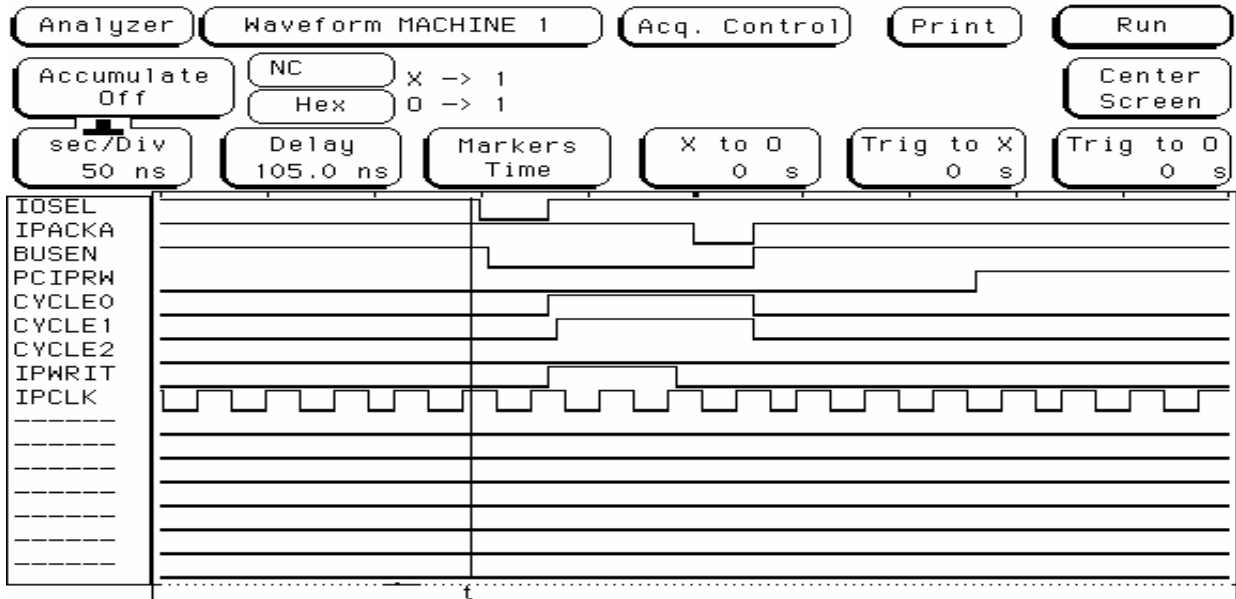 Analyzer Waveform MACHINE 1 Acq. Control Print Run
Accumulate Off NC Hex X -> 1 O -> 1 Center Screen
sec/Div 50 ns Delay 105.0 ns Markers Time X to O 0 s Trig to X 0 s Trig to O 0 s
IOSEL
IPACKA
BUSEN
PCIPRW
CYCLE0
CYCLE1
CYCLE2
IPWRIT
IPCLK
------
------
------
------
------
------
------
t